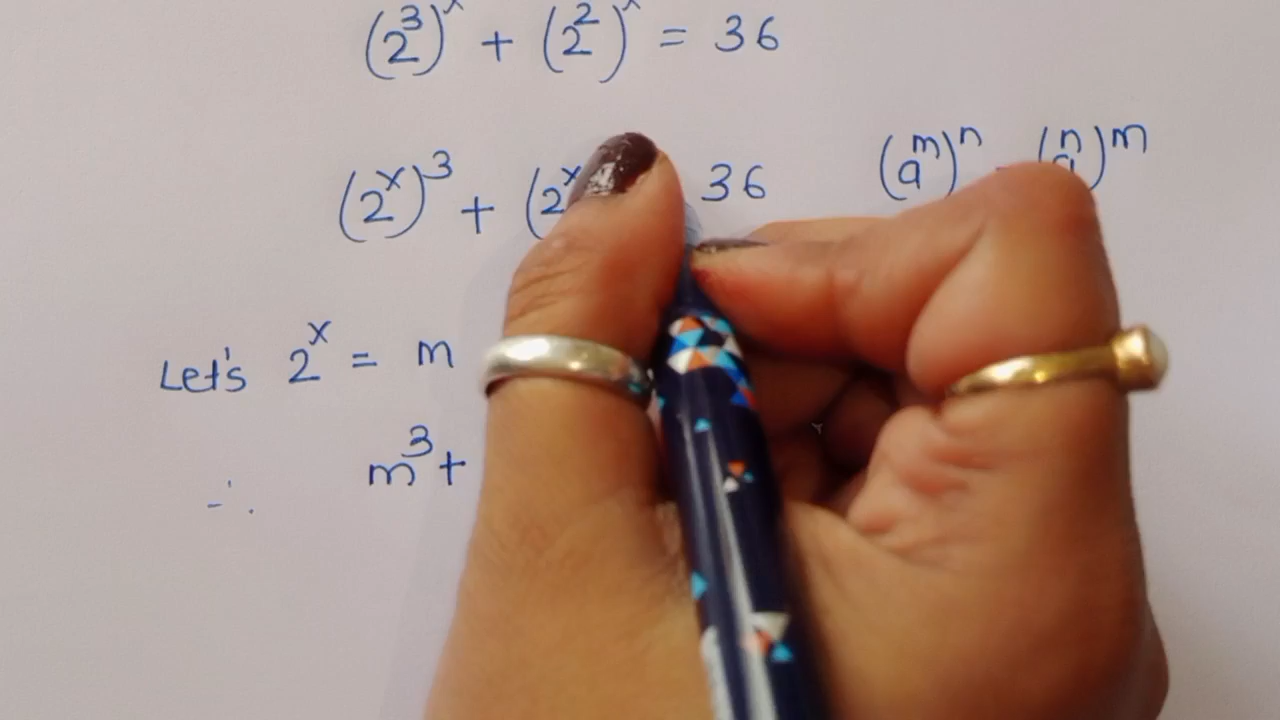 (2³)ˣ + (2²)ˣ = 36
(2ˣ)³ + (2ˣ 36 (aᵐ)ⁿ = (aⁿ)ᵐ
Let's 2ˣ = m
∴ m³+